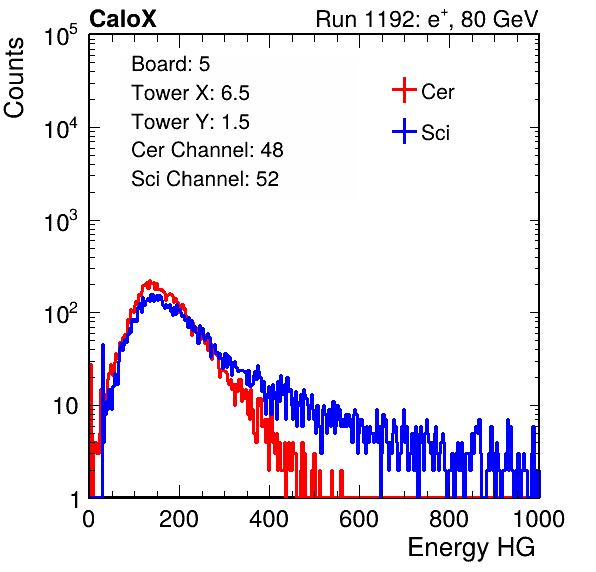 CaloX
Run 1192: e⁺, 80 GeV
Counts
10⁵
10⁴
10³
10²
10
1
Board: 5
Tower X: 6.5
Tower Y: 1.5
Cer Channel: 48
Sci Channel: 52
Cer
Sci
0 200 400 600 800 1000
Energy HG